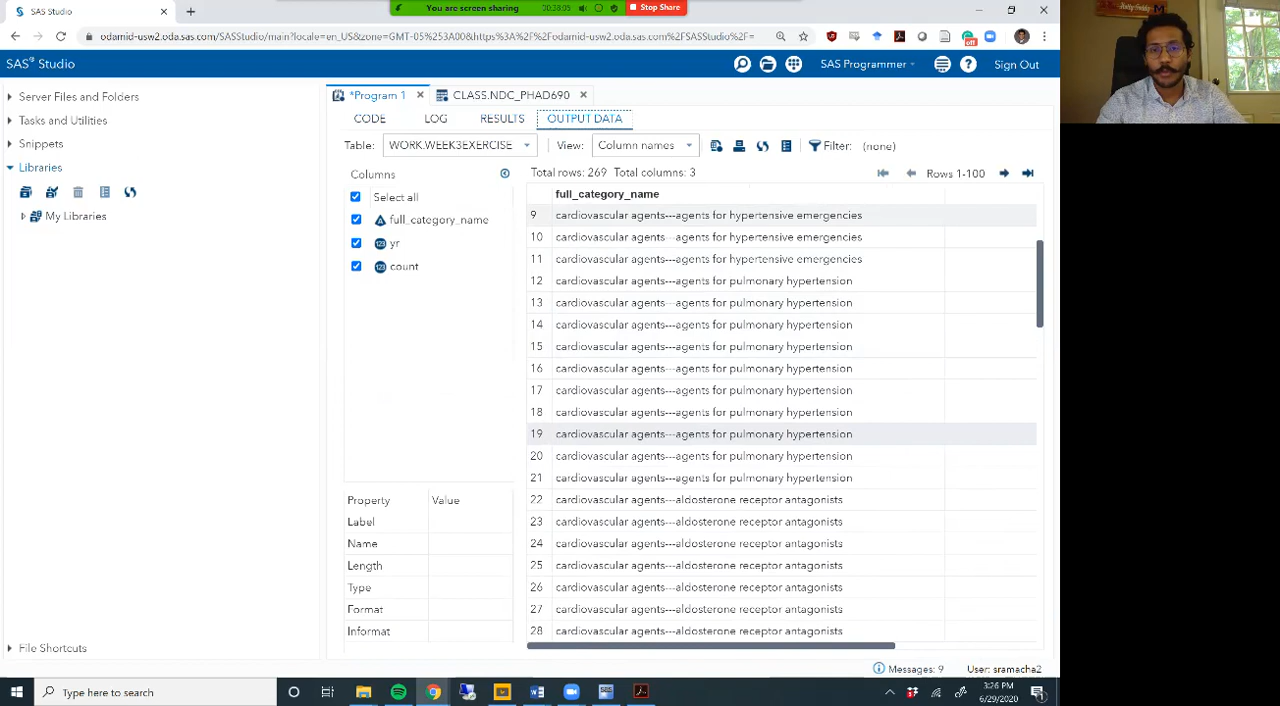 SAS Studio
You are screen sharing
00:38:05
Stop Share
odamid-usw2.oda.sas.com/SASStudio/main?locale=en_US&zone=GMT-05%253A00&https%3A%2F%2Fodamid-usw2.oda.sas.com%2FSASStudio%2F=
SAS® Studio
SAS Programmer
Sign Out
Server Files and Folders
Tasks and Utilities
Snippets
Libraries
My Libraries
File Shortcuts
*Program 1
CLASS.NDC_PHAD690
CODE LOG RESULTS OUTPUT DATA
Table: WORK.WEEK3EXERCISE View: Column names Filter: (none)
Columns
Select all
full_category_name
yr
count
Property Value
Label
Name
Length
Type
Format
Informat
Total rows: 269 Total columns: 3 Rows 1-100
full_category_name
9 cardiovascular agents---agents for hypertensive emergencies
10 cardiovascular agents---agents for hypertensive emergencies
11 cardiovascular agents---agents for hypertensive emergencies
12 cardiovascular agents---agents for pulmonary hypertension
13 cardiovascular agents---agents for pulmonary hypertension
14 cardiovascular agents---agents for pulmonary hypertension
15 cardiovascular agents---agents for pulmonary hypertension
16 cardiovascular agents---agents for pulmonary hypertension
17 cardiovascular agents---agents for pulmonary hypertension
18 cardiovascular agents---agents for pulmonary hypertension
19 cardiovascular agents---agents for pulmonary hypertension
20 cardiovascular agents---agents for pulmonary hypertension
21 cardiovascular agents---agents for pulmonary hypertension
22 cardiovascular agents---aldosterone receptor antagonists
23 cardiovascular agents---aldosterone receptor antagonists
24 cardiovascular agents---aldosterone receptor antagonists
25 cardiovascular agents---aldosterone receptor antagonists
26 cardiovascular agents---aldosterone receptor antagonists
27 cardiovascular agents---aldosterone receptor antagonists
28 cardiovascular agents---aldosterone receptor antagonists
Messages: 9 User: sramacha2
Type here to search
3:26 PM
6/29/2020